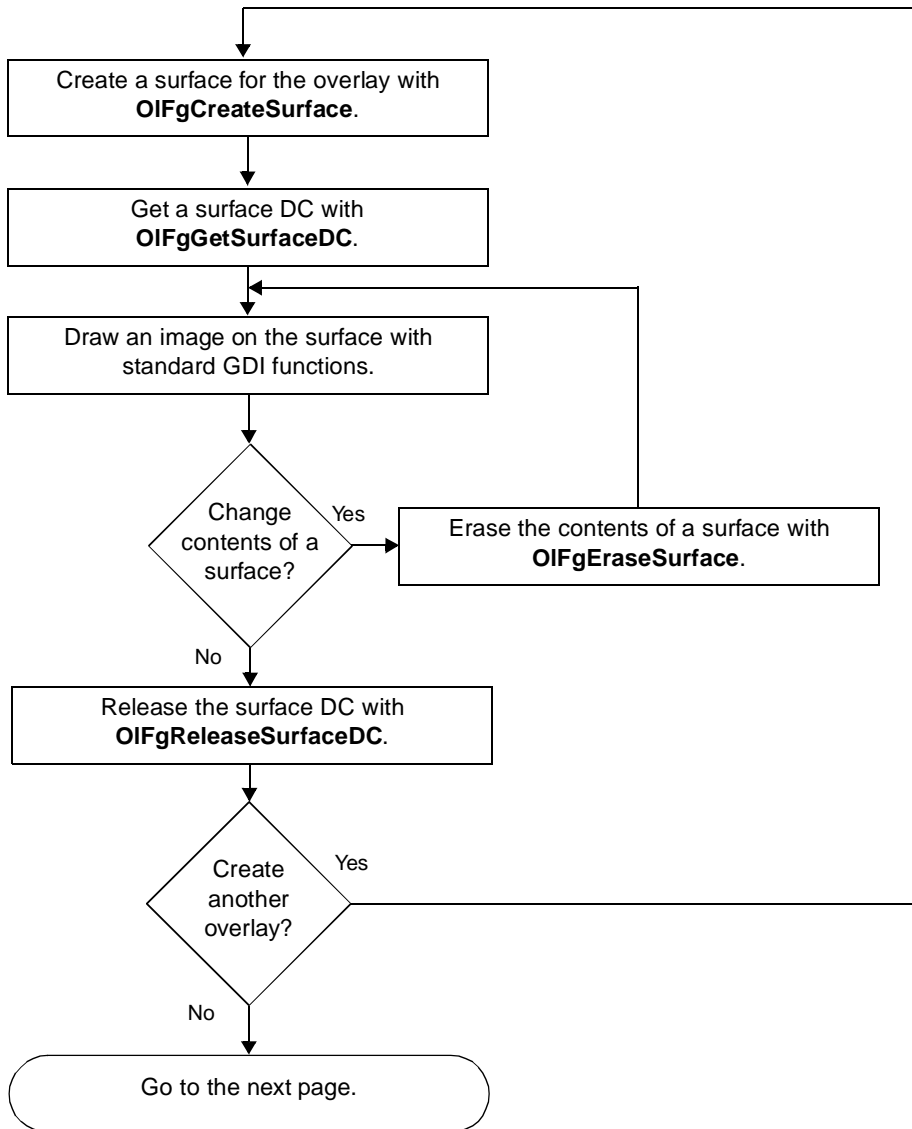 Create a surface for the overlay with
OlFgCreateSurface.
Get a surface DC with
OlFgGetSurfaceDC.
Draw an image on the surface with
standard GDI functions.
Change
contents of a
surface?
Yes
Erase the contents of a surface with
OlFgEraseSurface.
No
Release the surface DC with
OlFgReleaseSurfaceDC.
Create
another
overlay?
Yes
No
Go to the next page.